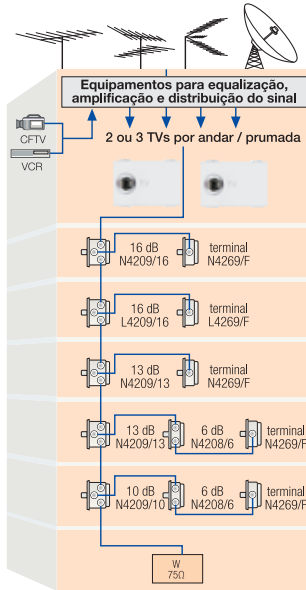 Equipamentos para equalização,
amplificação e distribuição do sinal
CFTV
VCR
2 ou 3 TVs por andar / prumada
16 dB
N4209/16
terminal
N4269/F
16 dB
L4209/16
terminal
L4269/F
13 dB
N4209/13
terminal
N4269/F
13 dB
N4209/13
6 dB
N4208/6
terminal
N4269/F
10 dB
N4209/10
6 dB
N4208/6
terminal
N4269/F
W
75Ω